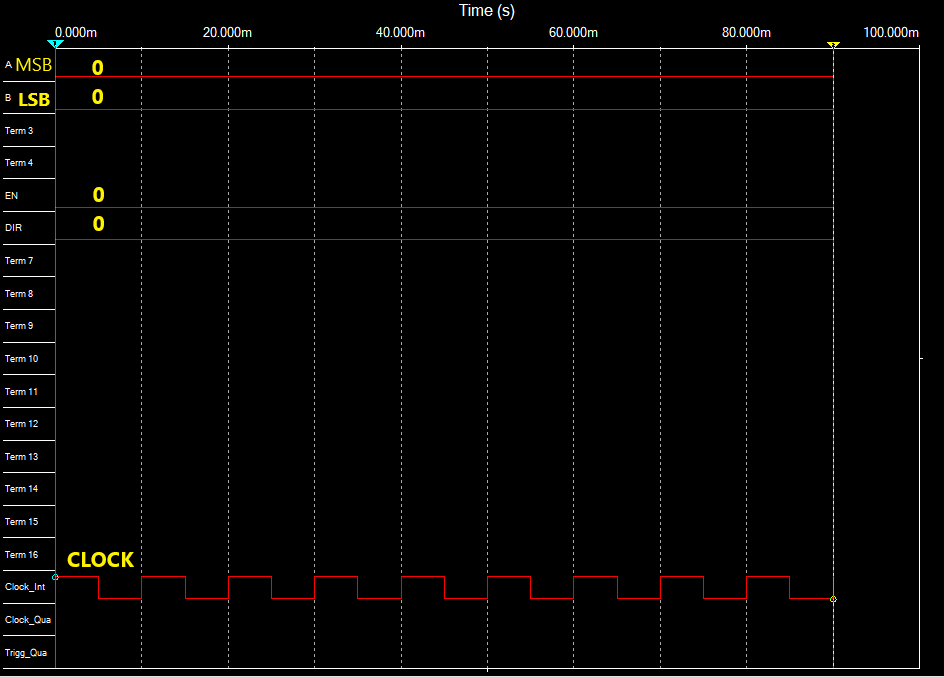 Time (s)
0.000m 20.000m 40.000m 60.000m 80.000m 100.000m
A MSB 0
B LSB 0
Term 3
Term 4
EN 0
DIR 0
Term 7
Term 8
Term 9
Term 10
Term 11
Term 12
Term 13
Term 14
Term 15
Term 16
CLOCK
Clock_Int
Clock_Qua
Trigg_Qua